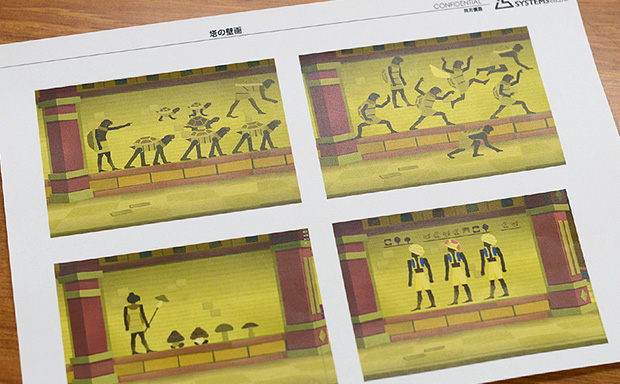 塔の壁画
CONFIDENTIAL
SYSTEMS